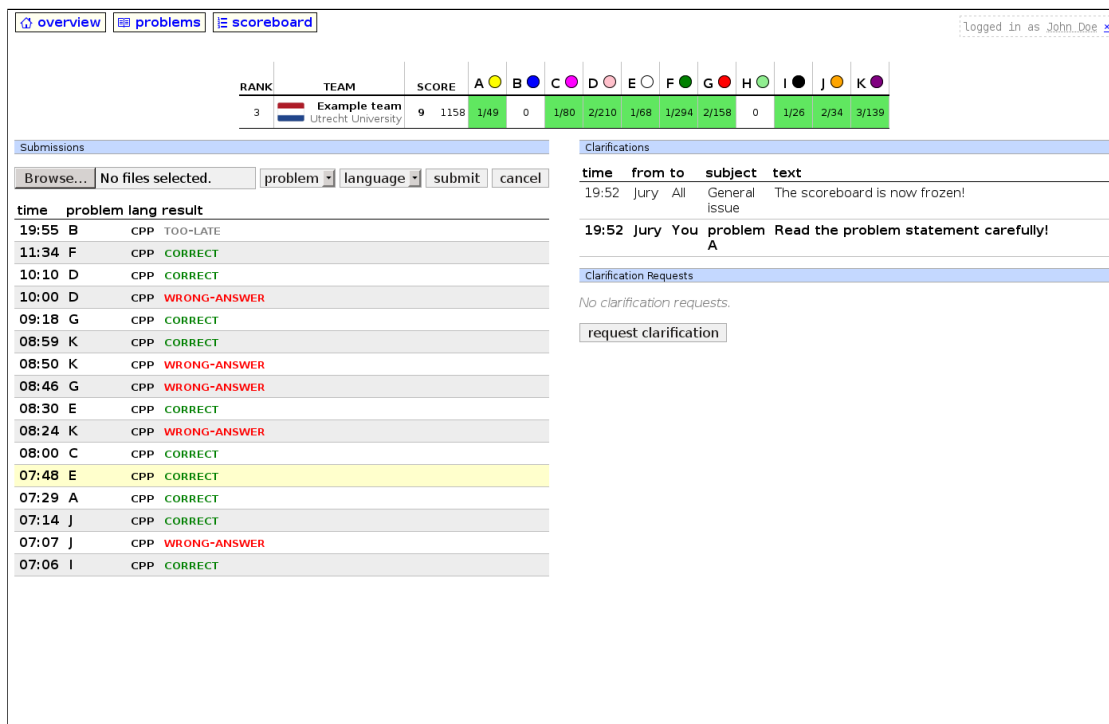 overview problems scoreboard
logged in as John Doe ×
RANK TEAM SCORE A B C D E F G H I J K
3 Example team 9 1158 1/49 0 1/80 2/210 1/68 1/294 2/158 0 1/26 2/34 3/139
Utrecht University
Submissions
Browse... No files selected. problem language submit cancel
time problem lang result
19:55 B CPP TOO-LATE
11:34 F CPP CORRECT
10:10 D CPP CORRECT
10:00 D CPP WRONG-ANSWER
09:18 G CPP CORRECT
08:59 K CPP CORRECT
08:50 K CPP WRONG-ANSWER
08:46 G CPP WRONG-ANSWER
08:30 E CPP CORRECT
08:24 K CPP WRONG-ANSWER
08:00 C CPP CORRECT
07:48 E CPP CORRECT
07:29 A CPP CORRECT
07:14 J CPP CORRECT
07:07 J CPP WRONG-ANSWER
07:06 I CPP CORRECT
Clarifications
time from to subject text
19:52 Jury All General The scoreboard is now frozen!
issue
19:52 Jury You problem Read the problem statement carefully!
A
Clarification Requests
No clarification requests.
request clarification